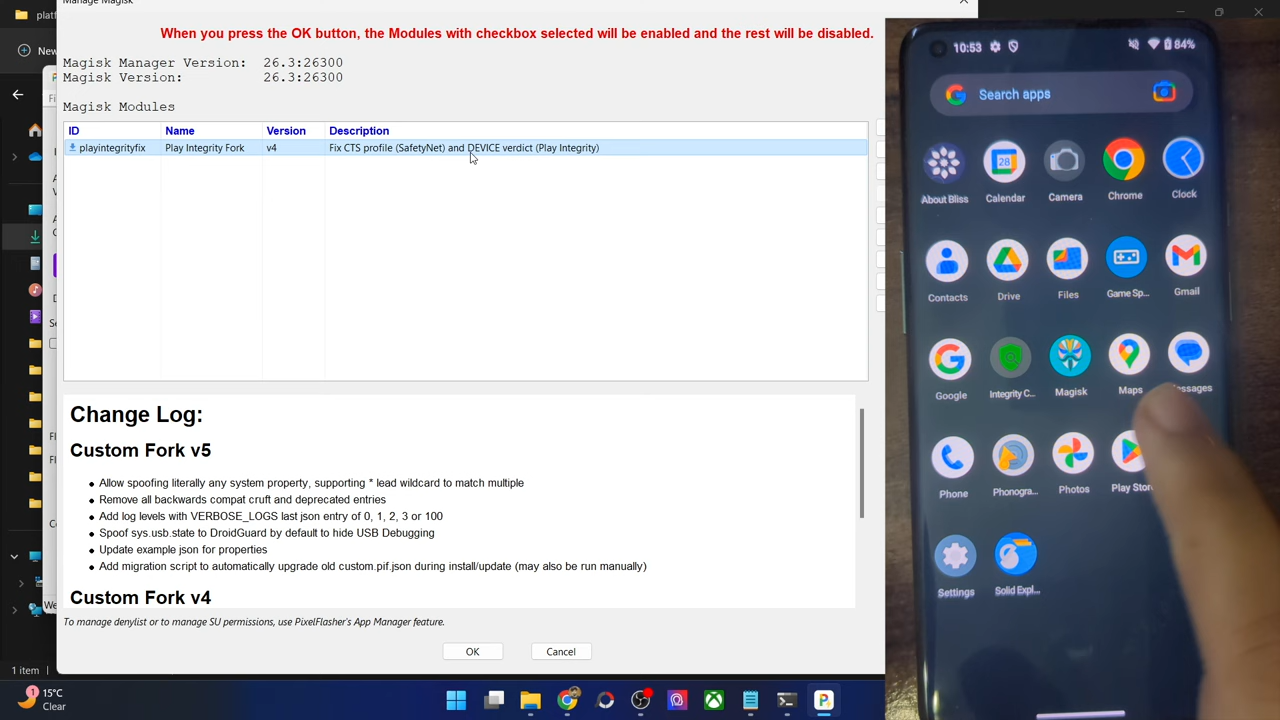 Manage Magisk
When you press the OK button, the Modules with checkbox selected will be enabled and the rest will be disabled.
Magisk Manager Version: 26.3:26300
Magisk Version: 26.3:26300
Magisk Modules
ID Name Version Description
playintegrityfix Play Integrity Fork v4 Fix CTS profile (SafetyNet) and DEVICE verdict (Play Integrity)
Change Log:
Custom Fork v5
Allow spoofing literally any system property, supporting * lead wildcard to match multiple
Remove all backwards compat cruft and deprecated entries
Add log levels with VERBOSE_LOGS last json entry of 0, 1, 2, 3 or 100
Spoof sys.usb.state to DroidGuard by default to hide USB Debugging
Update example json for properties
Add migration script to automatically upgrade old custom.pif.json during install/update (may also be run manually)
Custom Fork v4
To manage denylist or to manage SU permissions, use PixelFlasher's App Manager feature.
OK Cancel
platf
New
1 item
15°C
Clear
10:53 84%
Search apps
28
About Bliss Calendar Camera Chrome Clock
Contacts Drive Files Game Sp... Gmail
Google Integrity C... Magisk Maps essages
Phone Phonogra... Photos Play Stor
Settings Solid Expl...